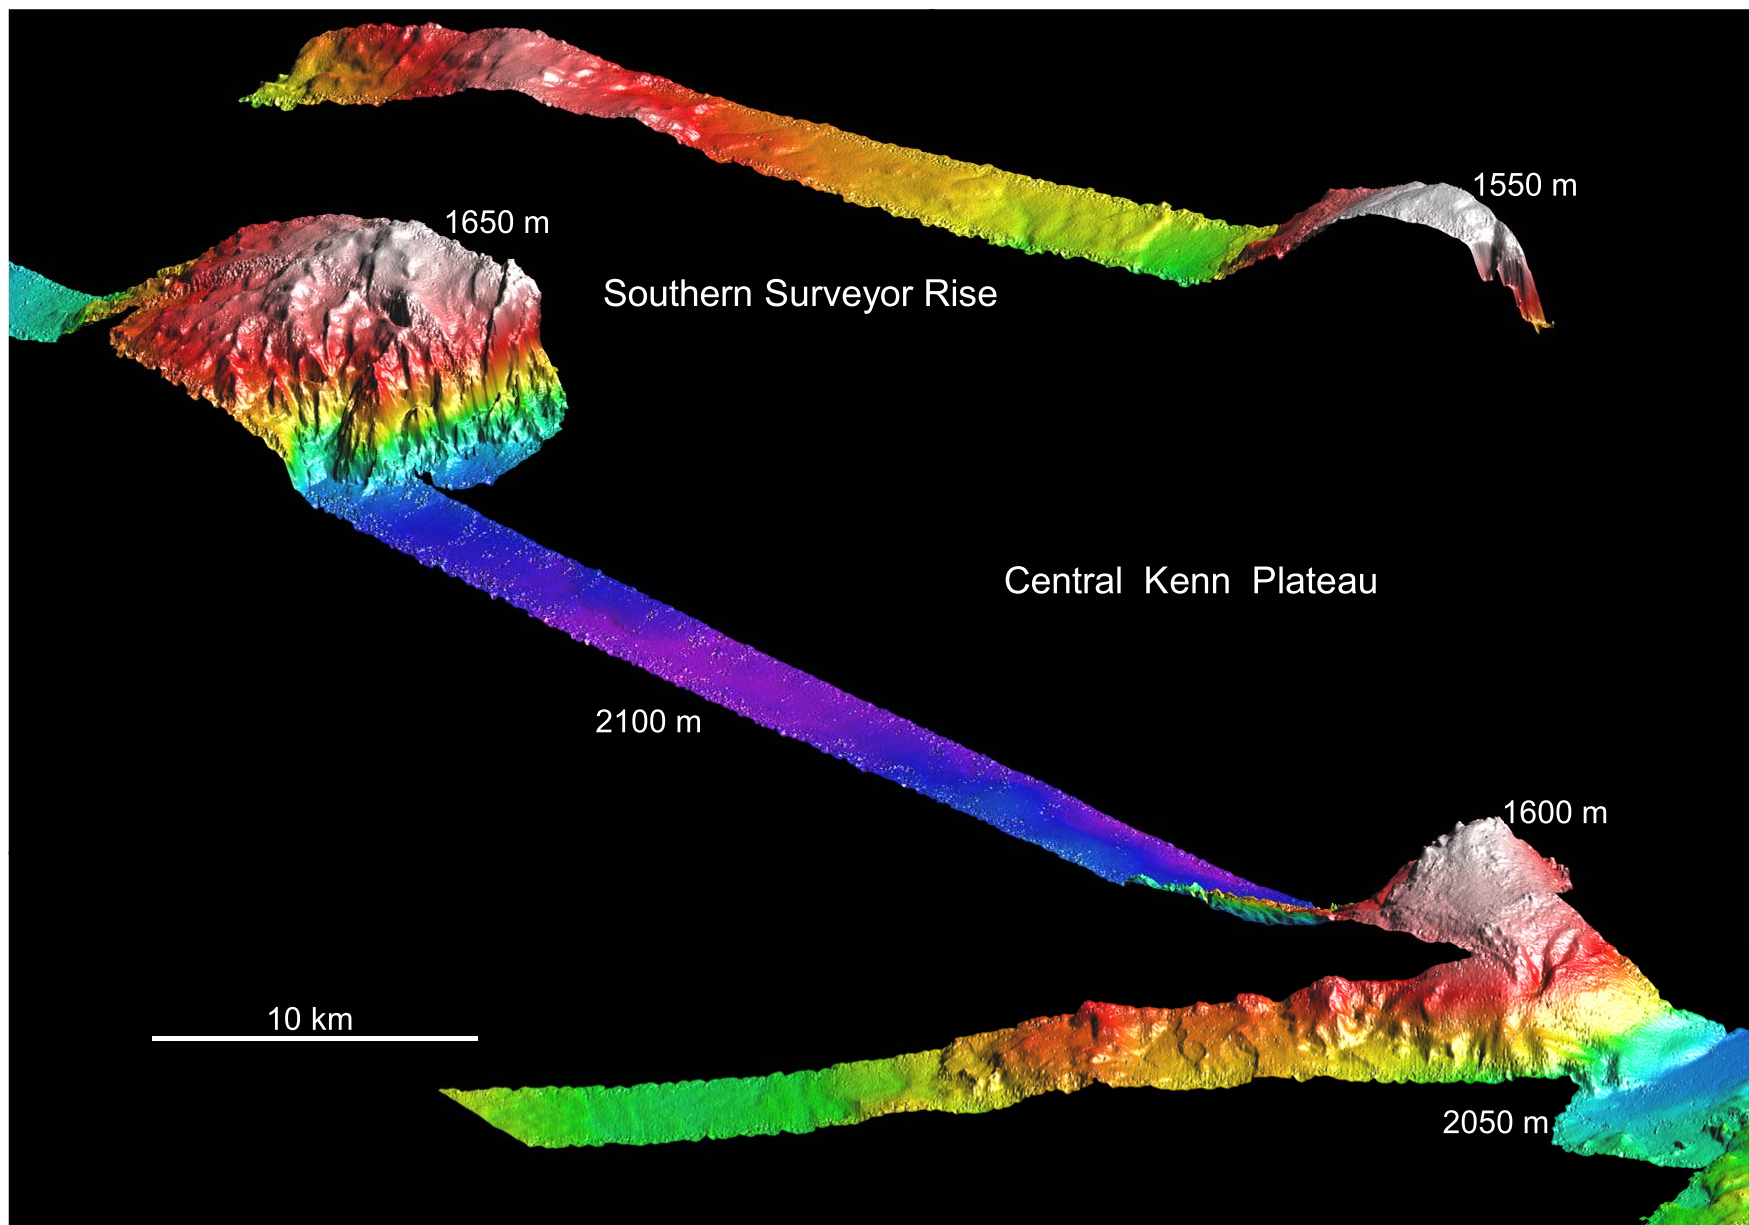 1550 m
1650 m
Southern Surveyor Rise
Central Kenn Plateau
2100 m
1600 m
10 km
2050 m